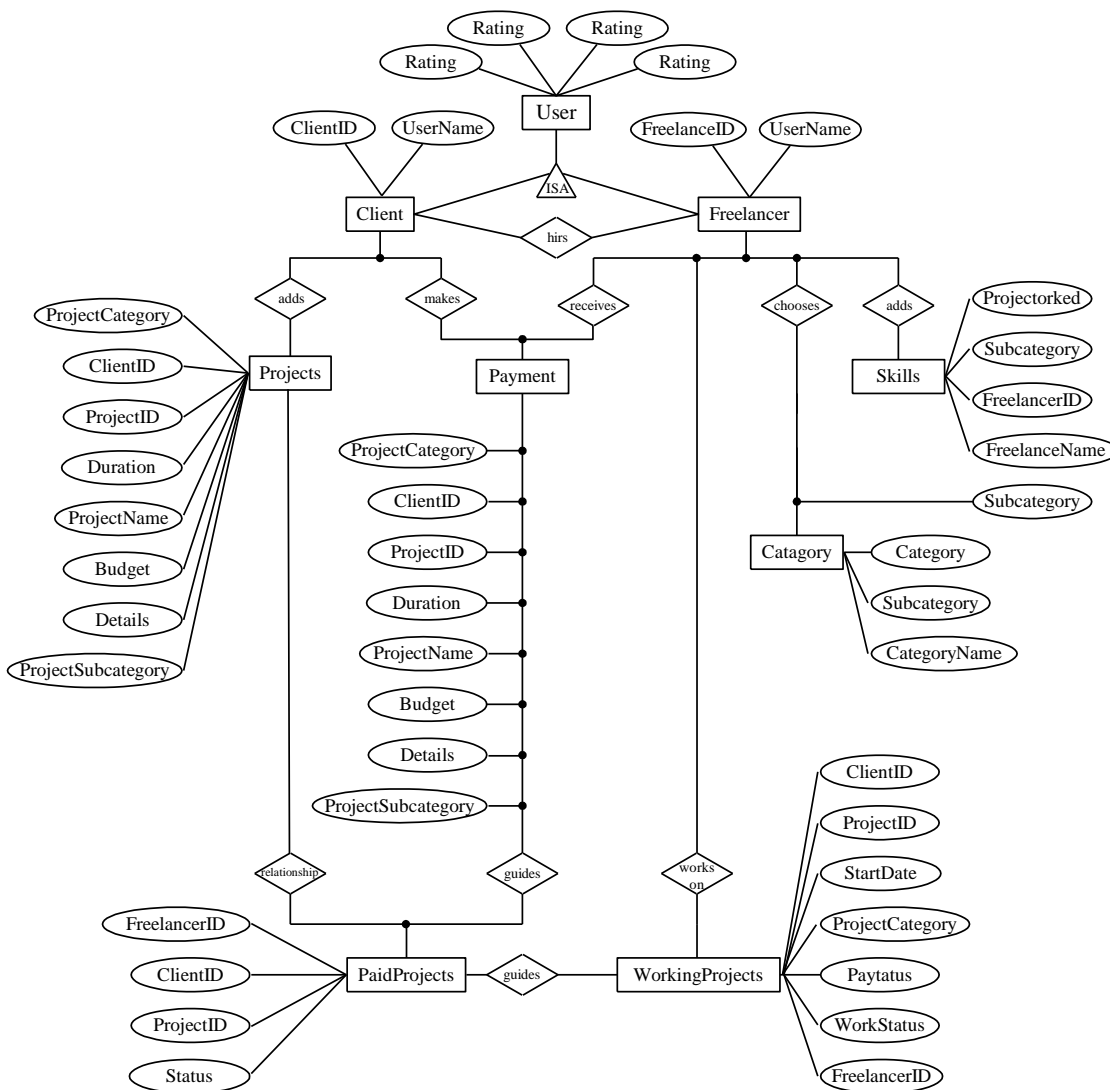 Rating
Rating
Rating
Rating
User
ClientID
UserName
FreelanceID
UserName
ISA
Client
Freelancer
hirs
adds
makes
receives
chooses
adds
ProjectCategory
ClientID
ProjectID
Duration
ProjectName
Budget
Details
ProjectSubcategory
Projects
Payment
Skills
Projectorked
Subcategory
FreelancerID
FreelanceName
Subcategory
ProjectCategory
ClientID
ProjectID
Duration
ProjectName
Budget
Details
ProjectSubcategory
Catagory
Category
Subcategory
CategoryName
relationship
guides
works
on
ClientID
ProjectID
StartDate
ProjectCategory
Paytatus
WorkStatus
FreelancerID
FreelancerID
ClientID
ProjectID
Status
PaidProjects
guides
WorkingProjects